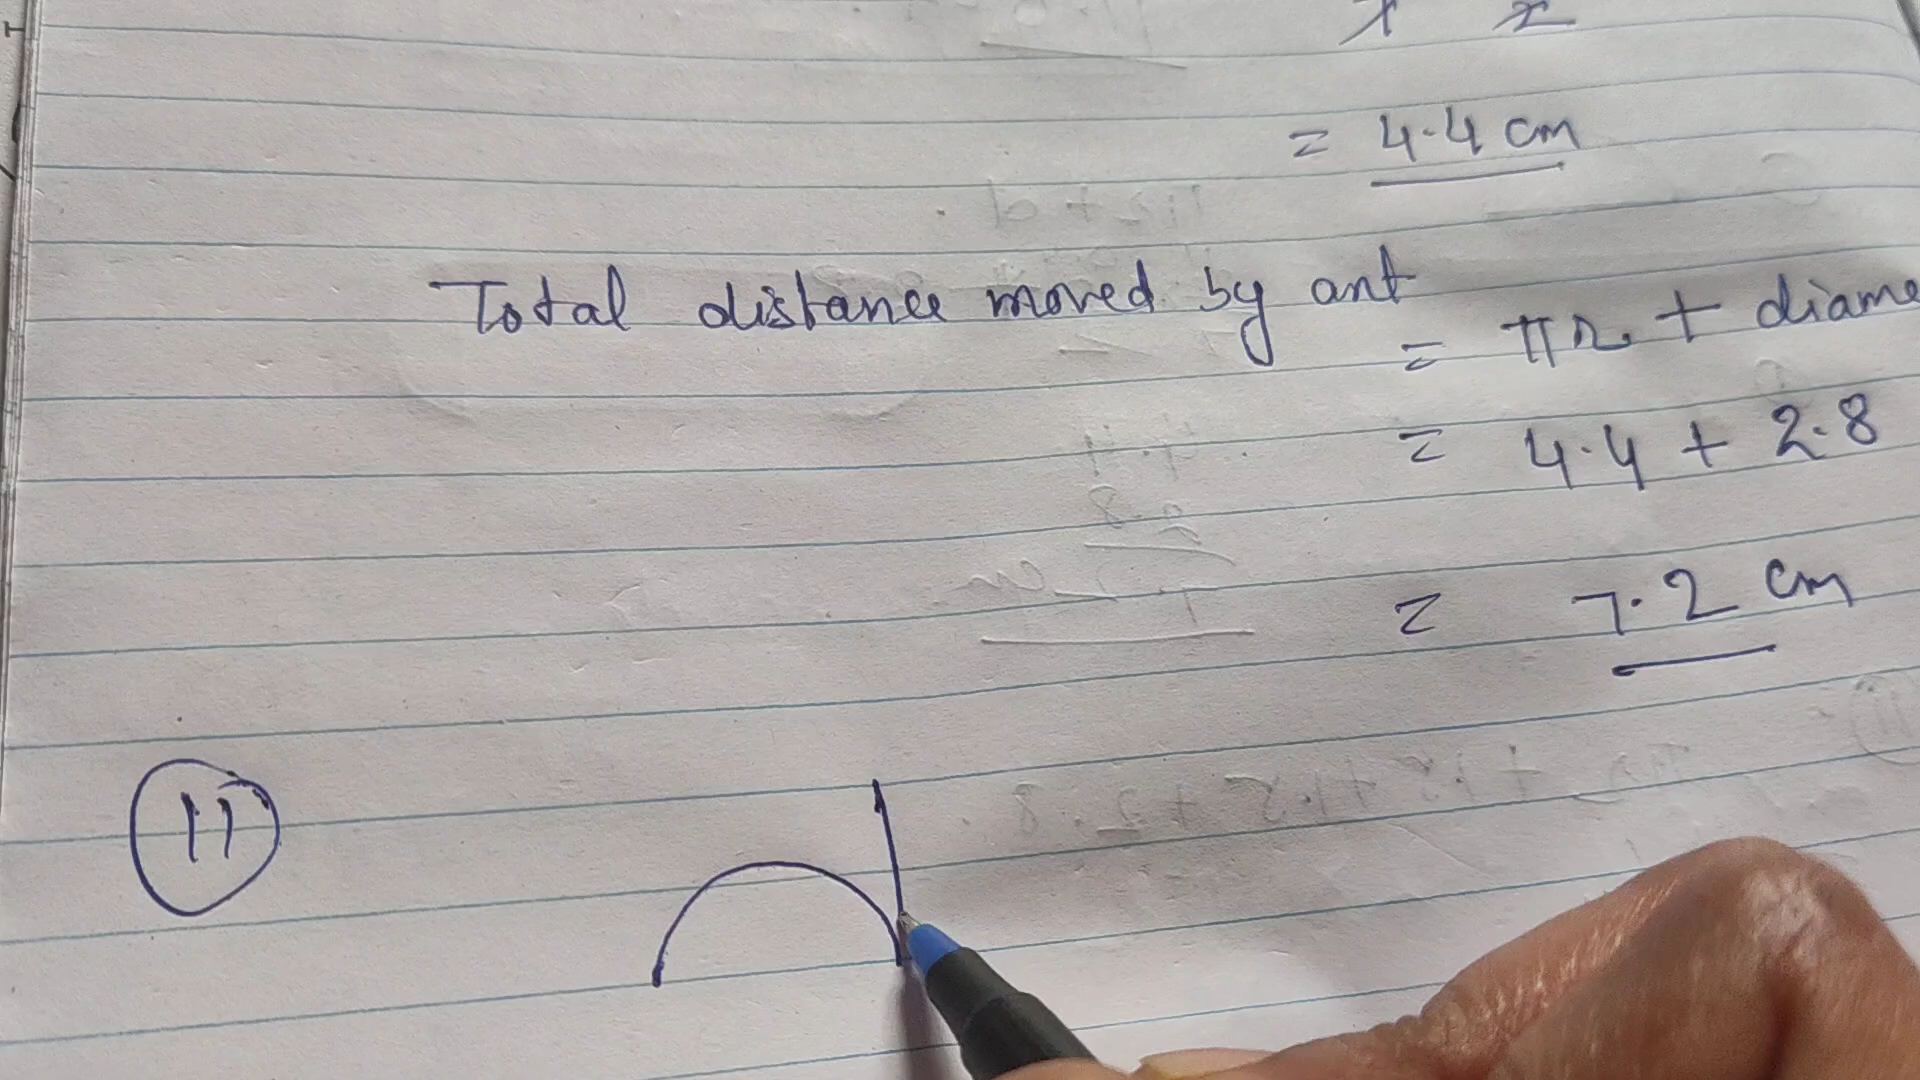 = 4.4 cm
Total distance moved by ant
= πr + diame
= 4.4 + 2.8
= 7.2 cm
11